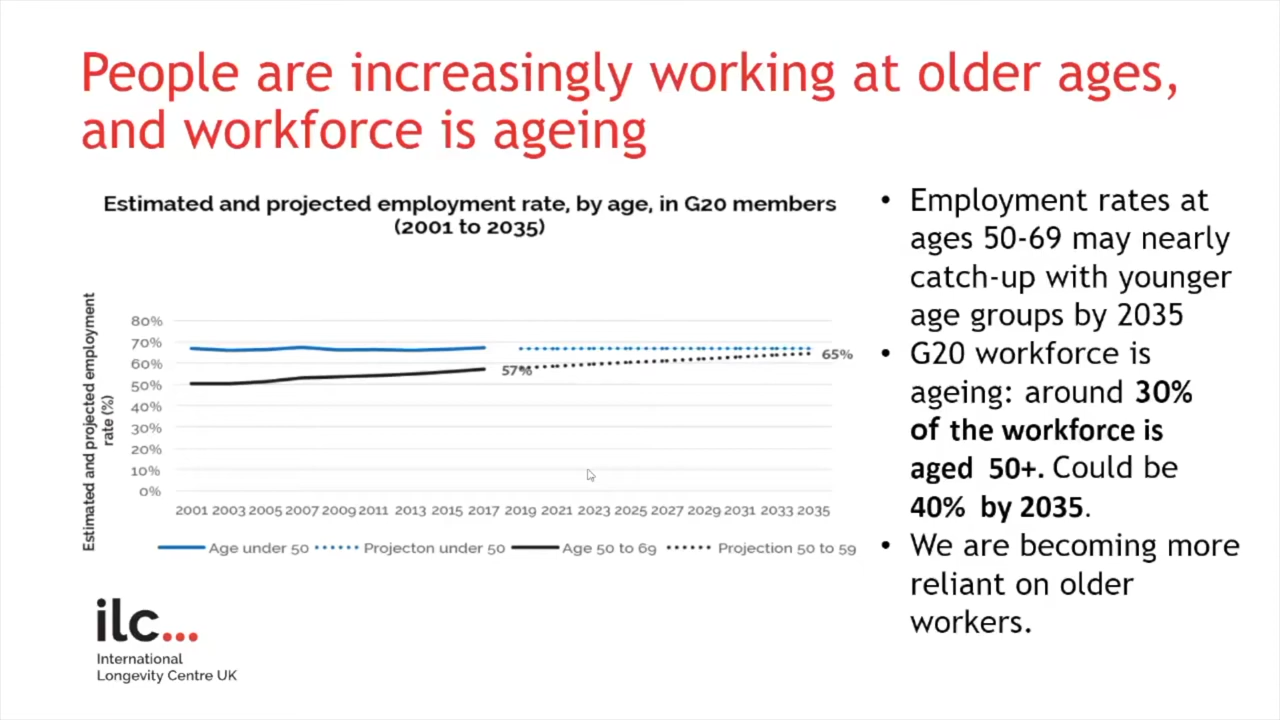 People are increasingly working at older ages,
and workforce is ageing
Estimated and projected employment rate, by age, in G20 members
(2001 to 2035)
Estimated and projected employment
rate (%)
80%
70%
60%
50%
40%
30%
20%
10%
0%
57%
65%
2001 2003 2005 2007 2009 2011 2013 2015 2017 2019 2021 2023 2025 2027 2029 2031 2033 2035
Age under 50 Projecton under 50 Age 50 to 69 Projection 50 to 59
• Employment rates at
ages 50-69 may nearly
catch-up with younger
age groups by 2035
• G20 workforce is
ageing: around 30%
of the workforce is
aged 50+. Could be
40% by 2035.
• We are becoming more
reliant on older
workers.
ilc...
International
Longevity Centre UK